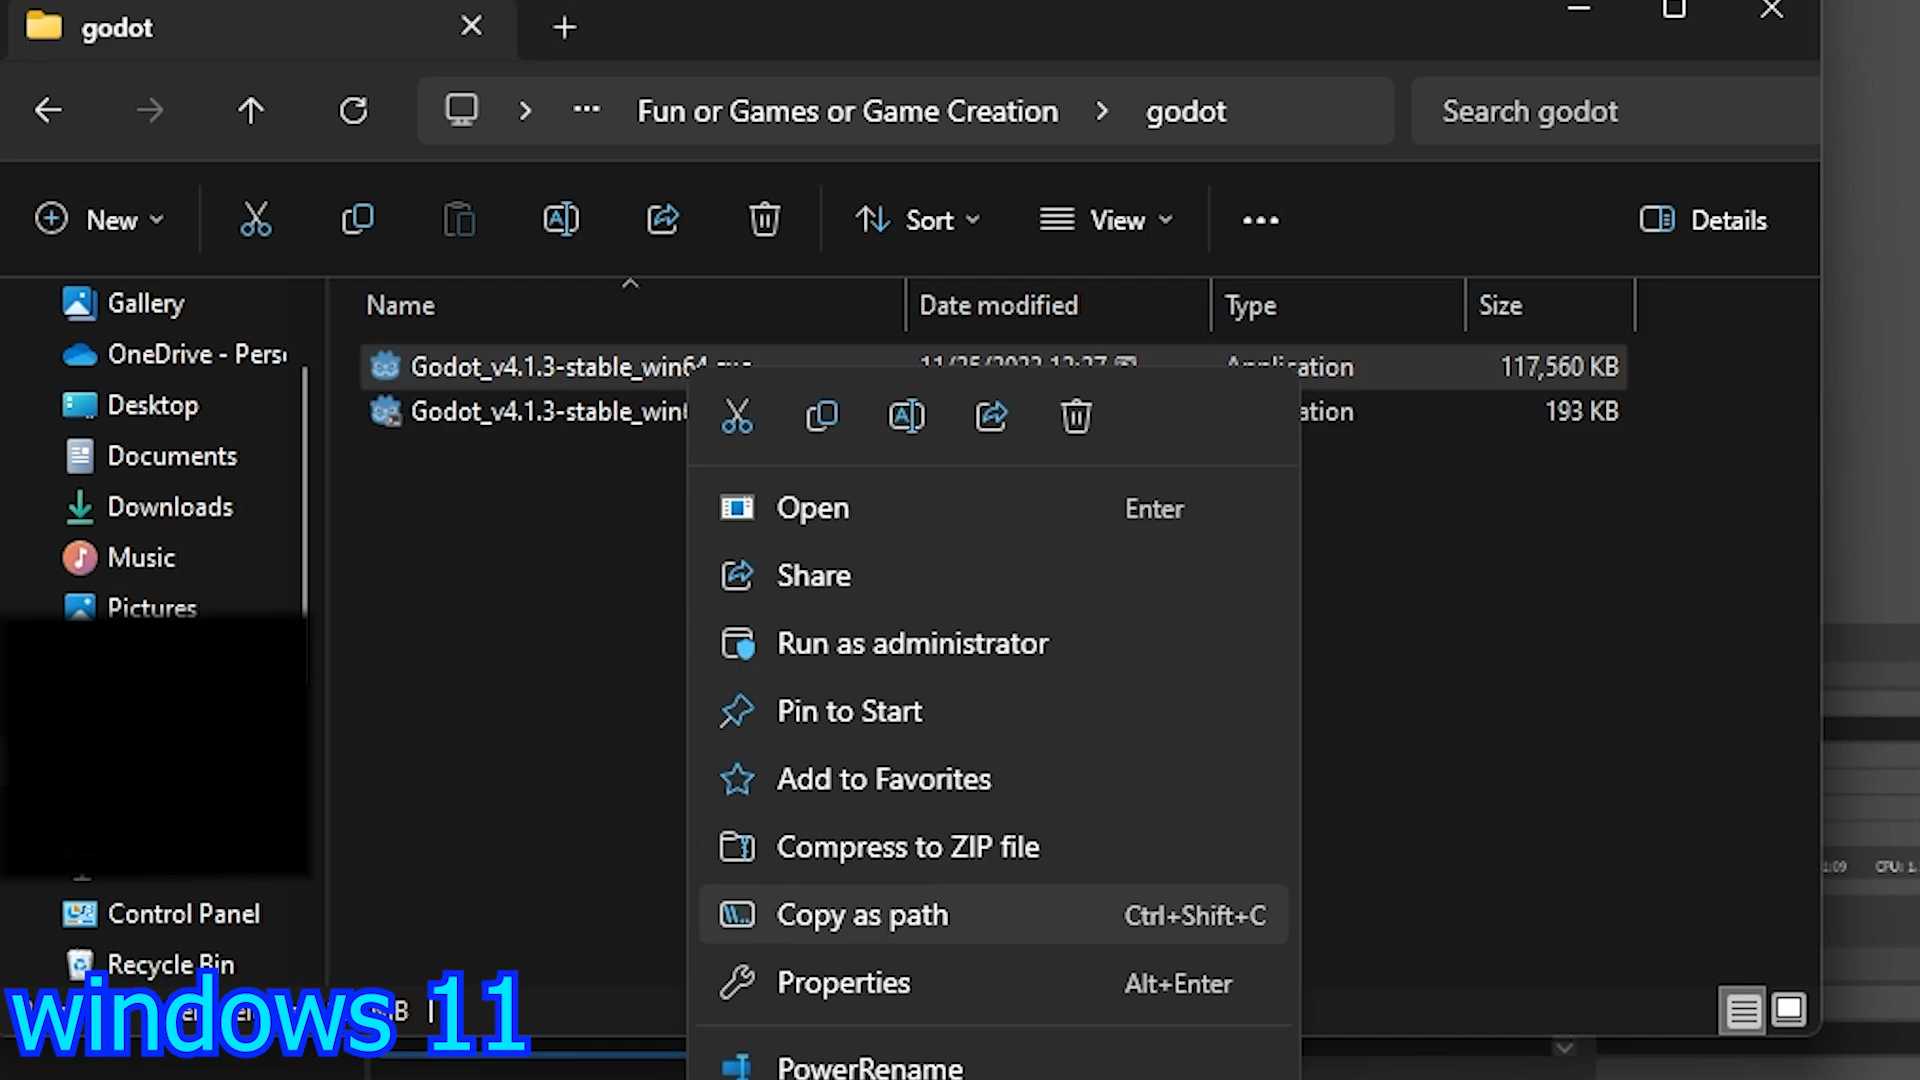 godot
Fun or Games or Game Creation > godot
Search godot
New
Sort
View
Details
Gallery
OneDrive - Pers
Desktop
Documents
Downloads
Music
Pictures
Control Panel
Recycle Bin
Name
Date modified
Type
Size
Godot_v4.1.3-stable_win64.exe
Application
117,560 KB
Godot_v4.1.3-stable_win
ation
193 KB
Open Enter
Share
Run as administrator
Pin to Start
Add to Favorites
Compress to ZIP file
Copy as path Ctrl+Shift+C
Properties Alt+Enter
PowerRename
windows 11